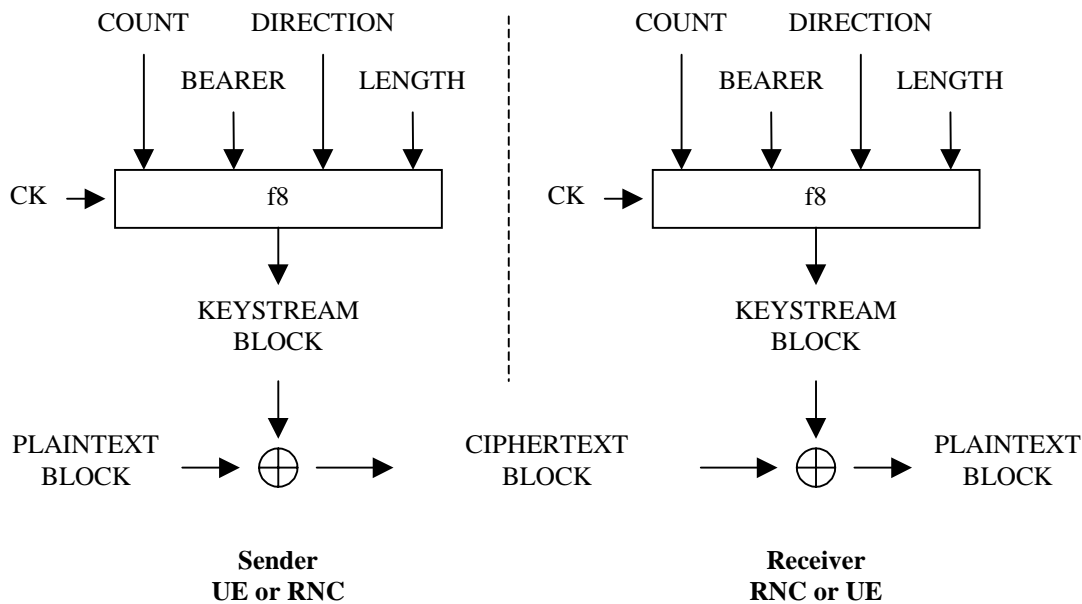 COUNT DIRECTION
BEARER LENGTH
CK
f8
KEYSTREAM
BLOCK
PLAINTEXT
BLOCK
Sender
UE or RNC
CIPHERTEXT
BLOCK
COUNT DIRECTION
BEARER LENGTH
CK
f8
KEYSTREAM
BLOCK
PLAINTEXT
BLOCK
Receiver
RNC or UE